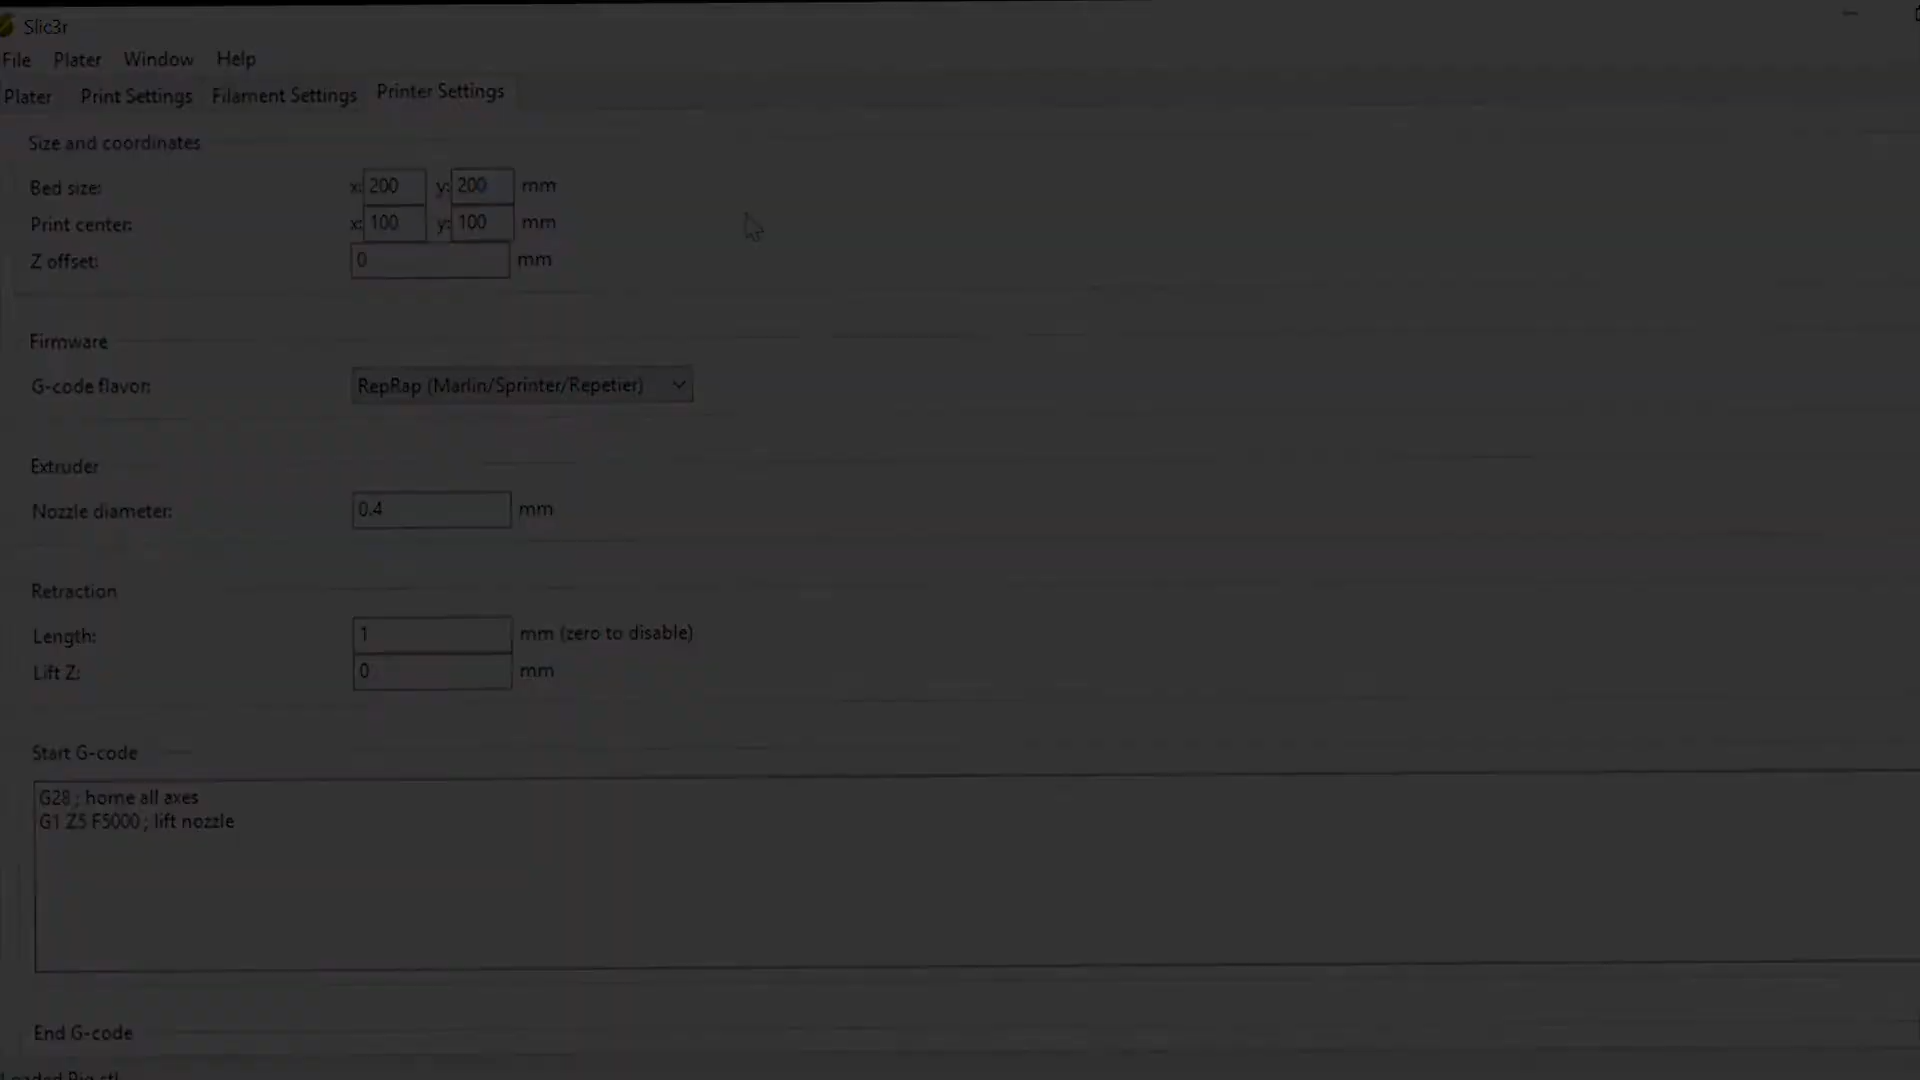 Slic3r
File Plater Window Help
Plater Print Settings Filament Settings Printer Settings
Size and coordinates
Bed size: x: 200 y: 200 mm
Print center: x: 100 y: 100 mm
Z offset: 0 mm
Firmware
G-code flavor: RepRap (Marlin/Sprinter/Repetier)
Extruder
Nozzle diameter: 0.4 mm
Retraction
Length: 1 mm (zero to disable)
Lift Z: 0 mm
Start G-code
G28 ; home all axes
G1 Z5 F5000 ; lift nozzle
End G-code